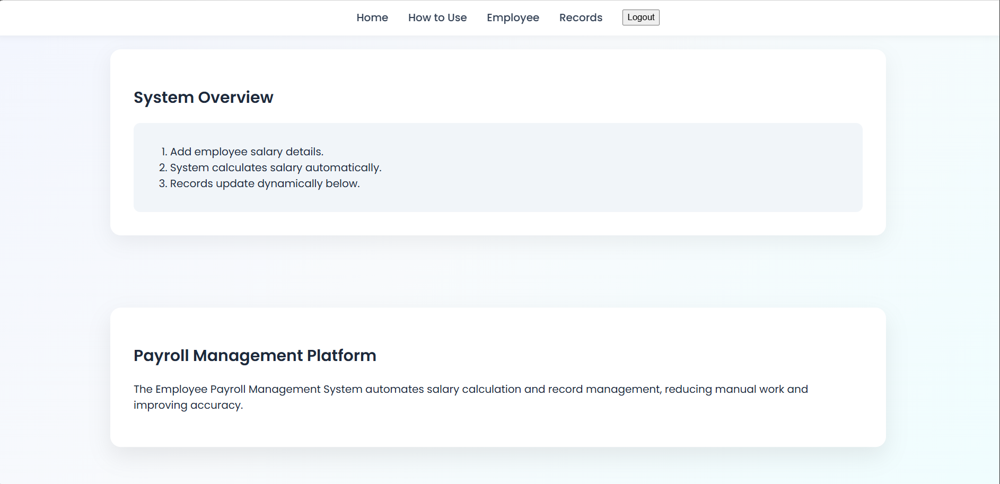 Home How to Use Employee Records Logout
System Overview
1. Add employee salary details.
2. System calculates salary automatically.
3. Records update dynamically below.
Payroll Management Platform
The Employee Payroll Management System automates salary calculation and record management, reducing manual work and
improving accuracy.